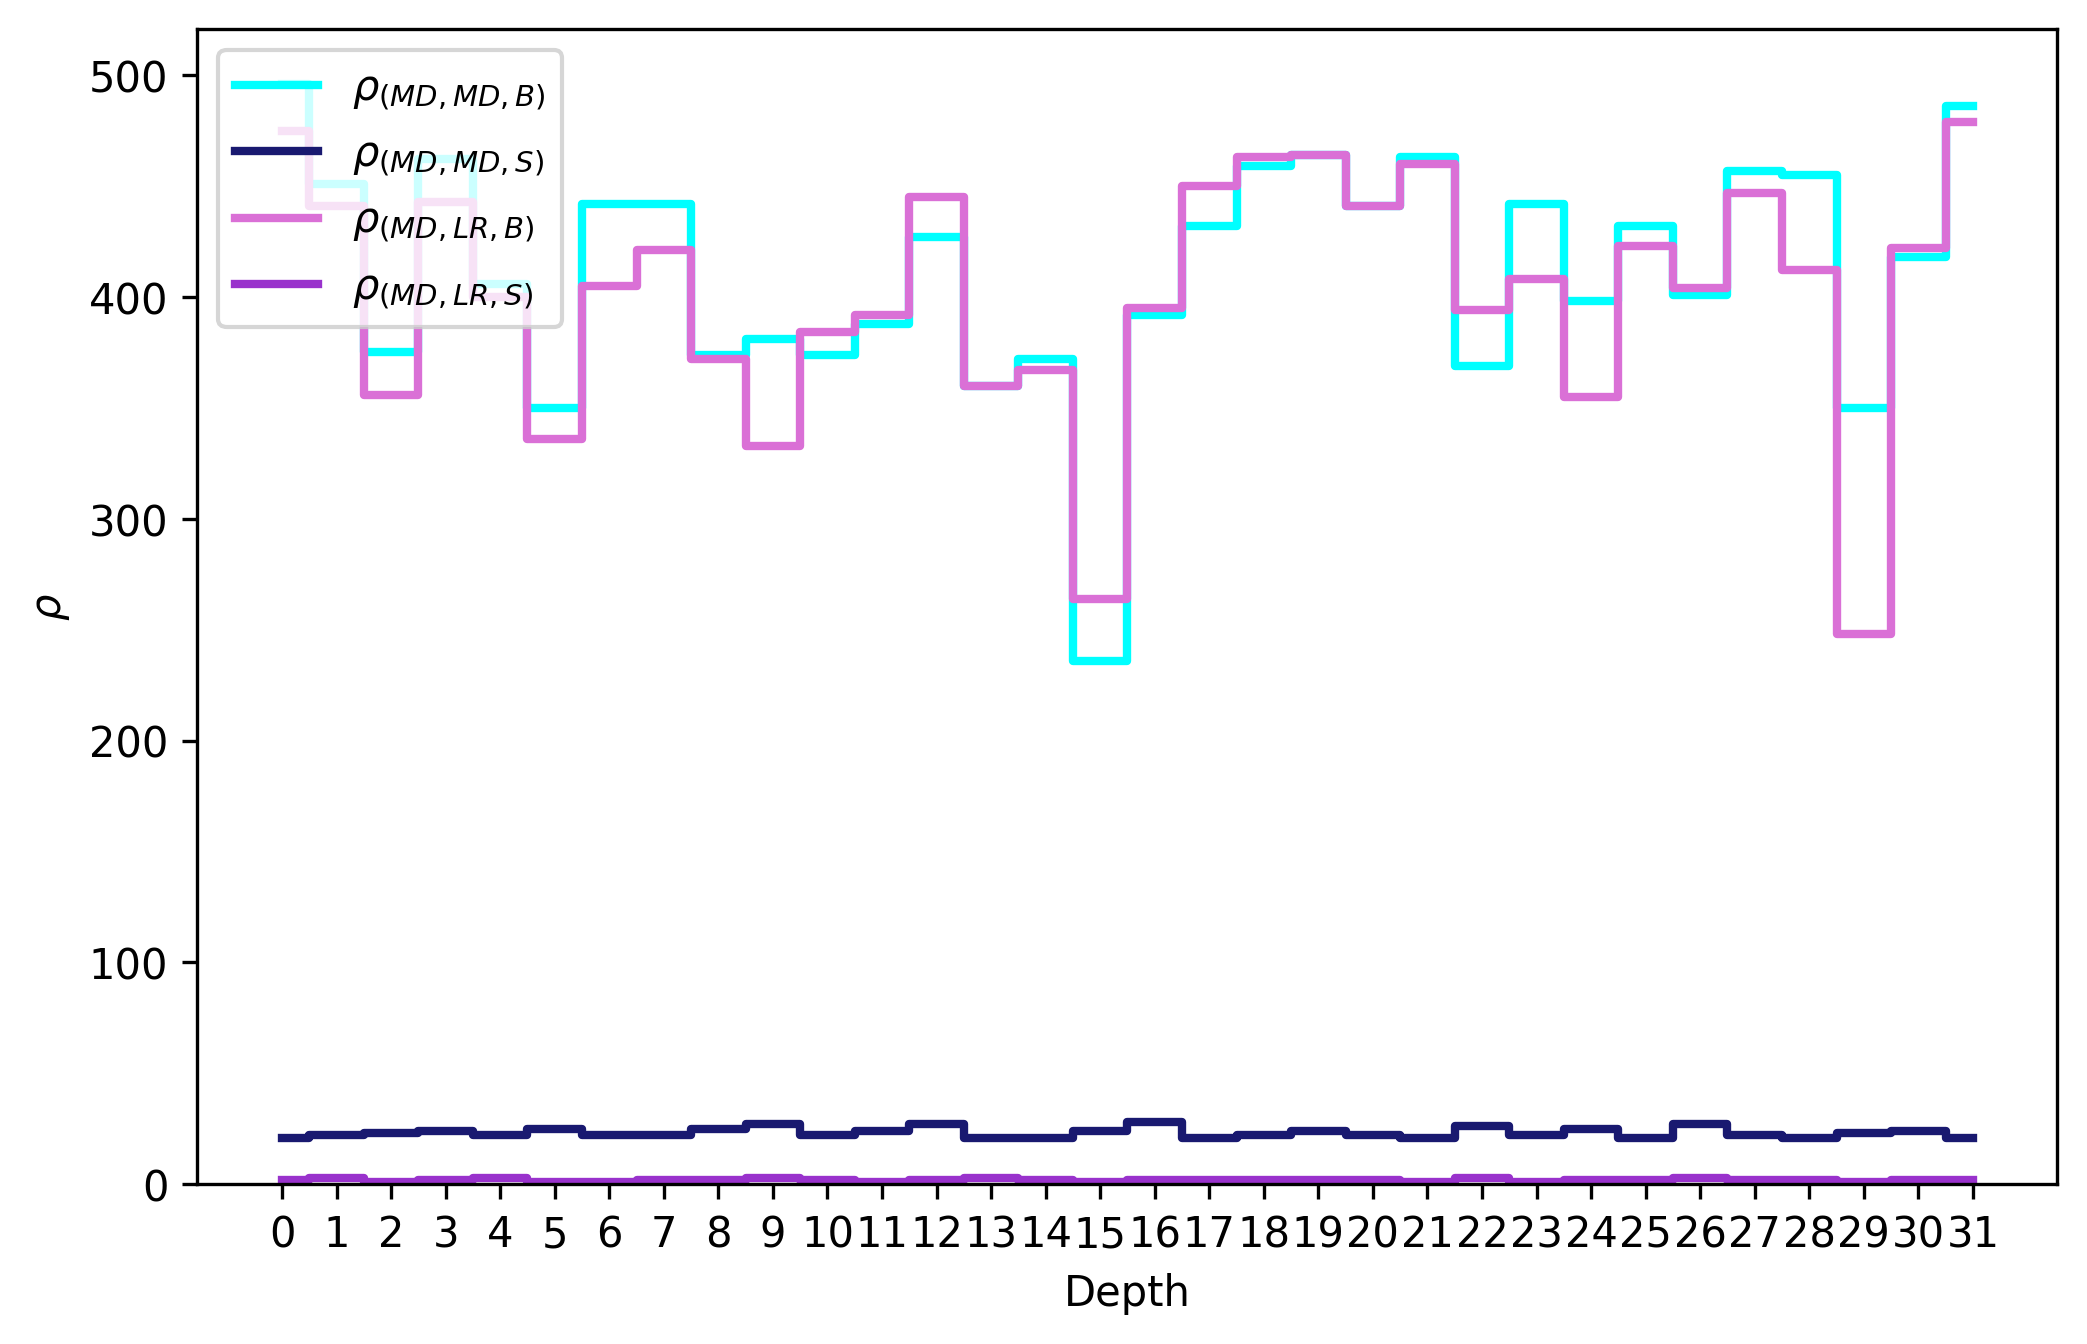 500
400
300
200
100
0
ρ
ρ(MD, MD, B)
ρ(MD, MD, S)
ρ(MD, LR, B)
ρ(MD, LR, S)
0 1 2 3 4 5 6 7 8 9 10 11 12 13 14 15 16 17 18 19 20 21 22 23 24 25 26 27 28 29 30 31
Depth